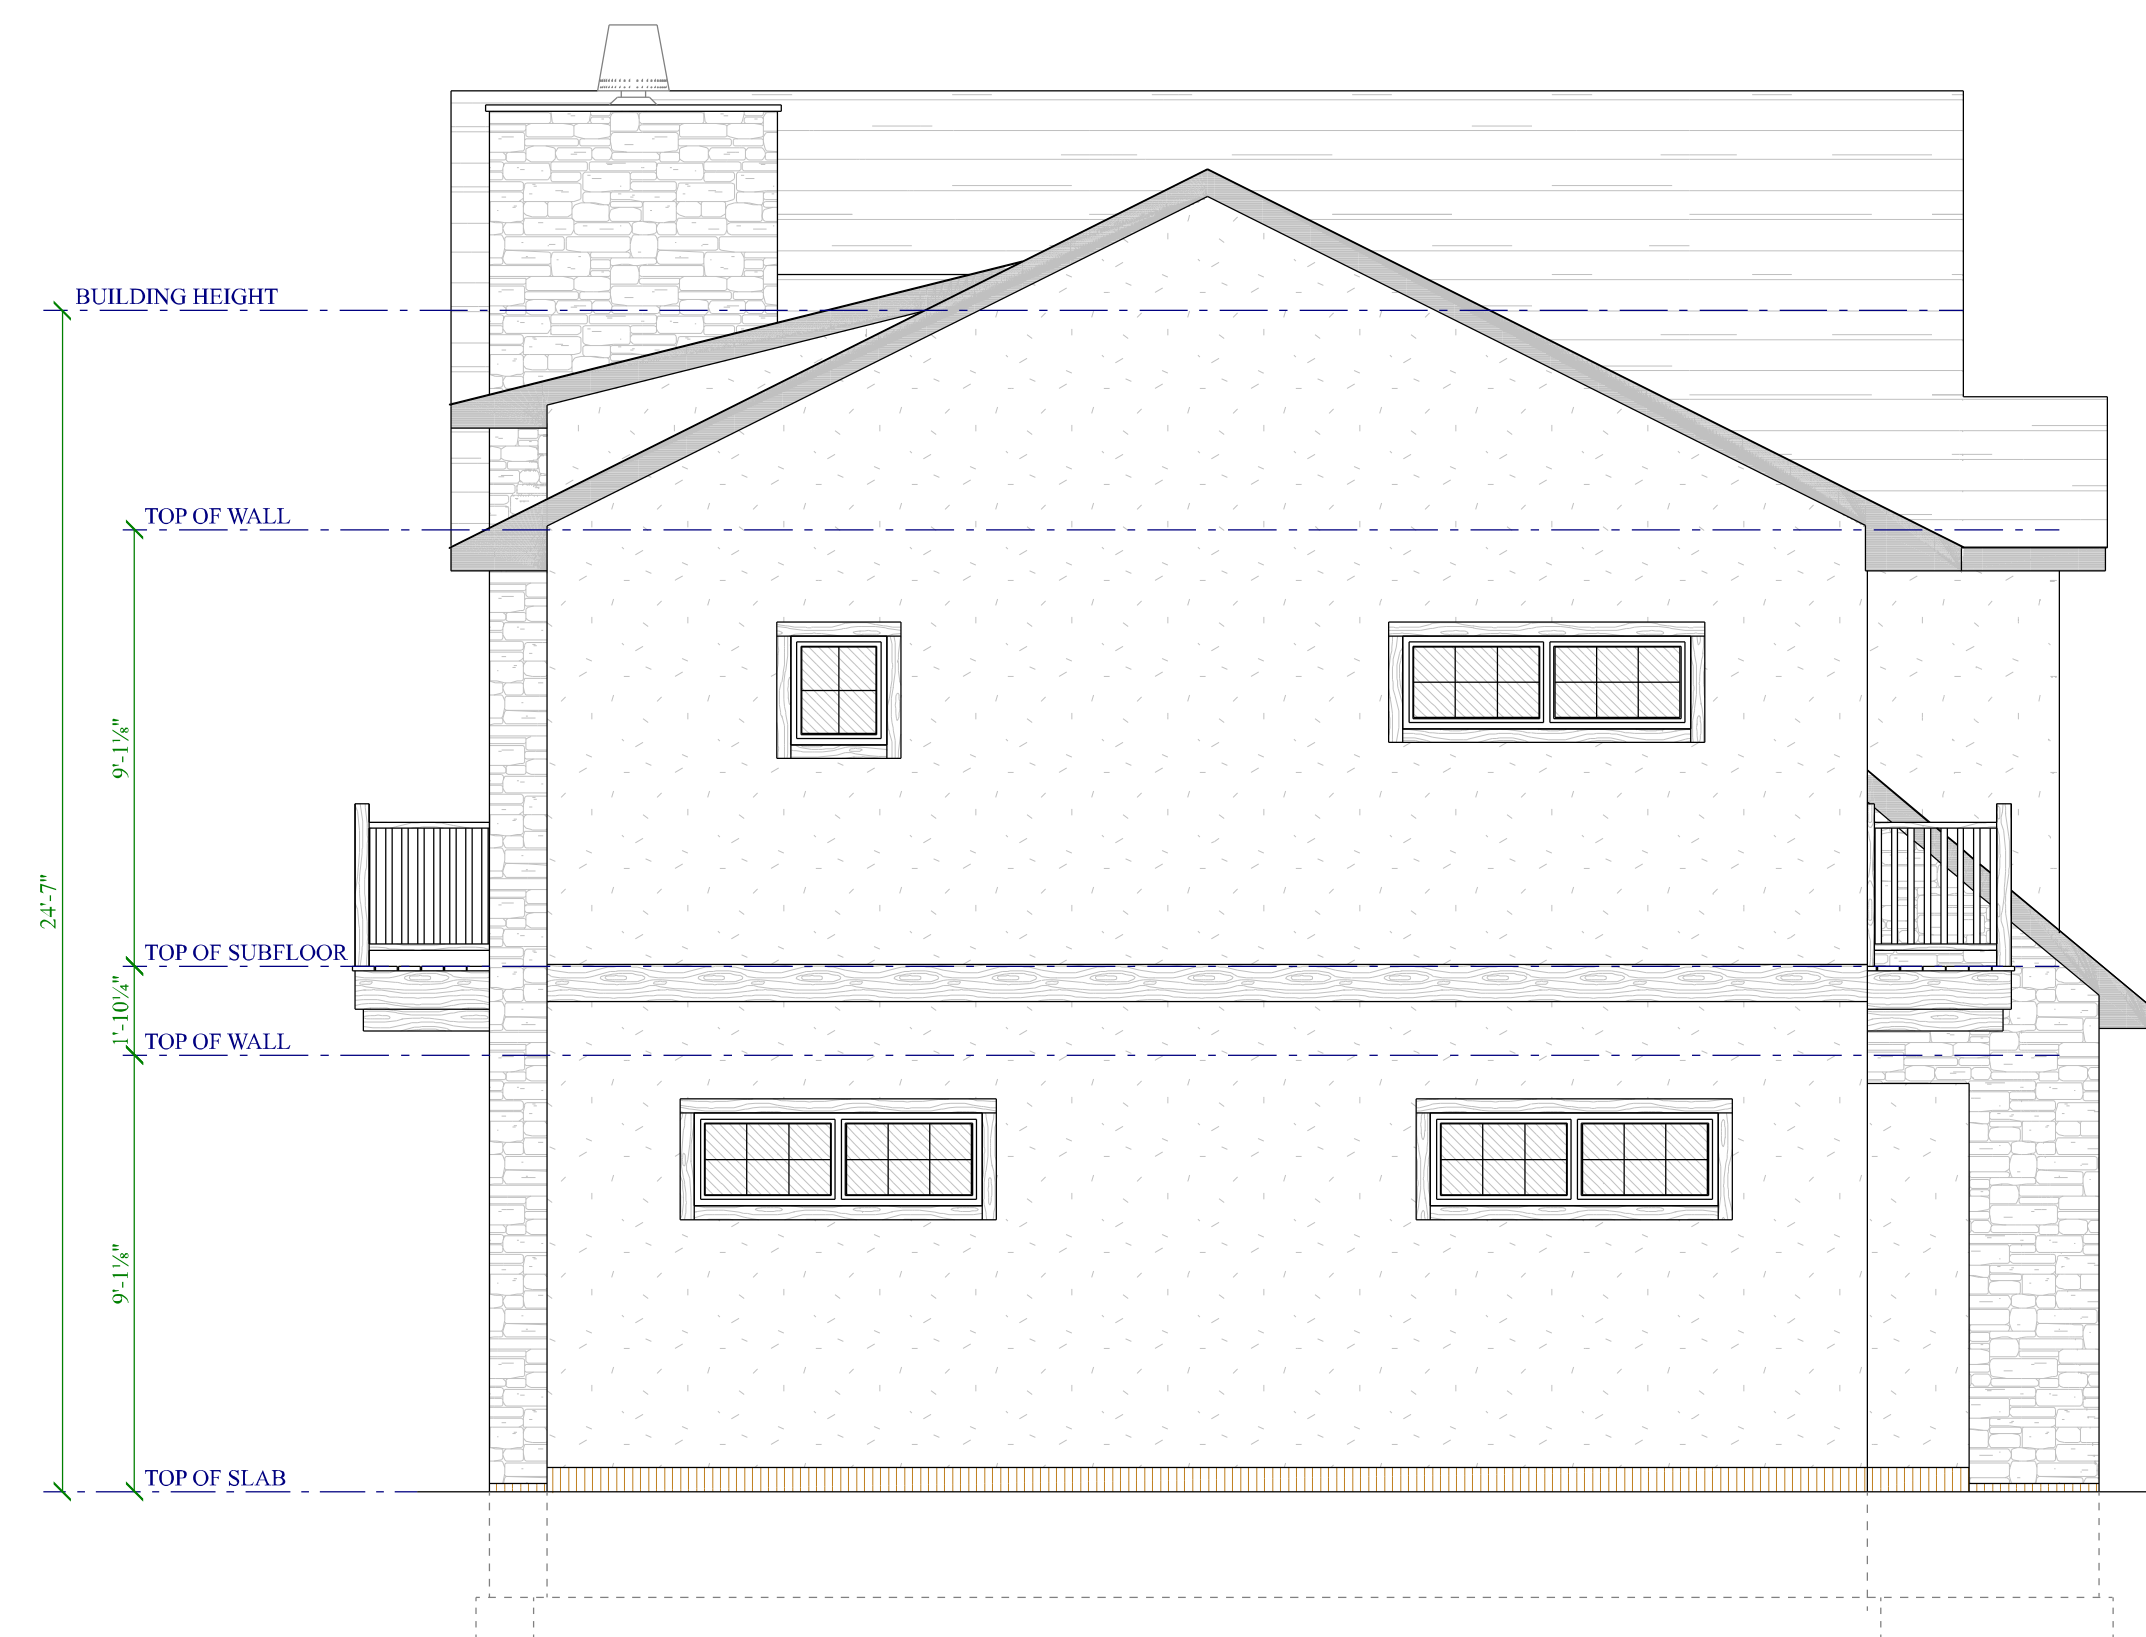 BUILDING HEIGHT
TOP OF WALL
9'-1⅛"
24'-7"
TOP OF SUBFLOOR
1'-10¼"
TOP OF WALL
9'-1⅛"
TOP OF SLAB